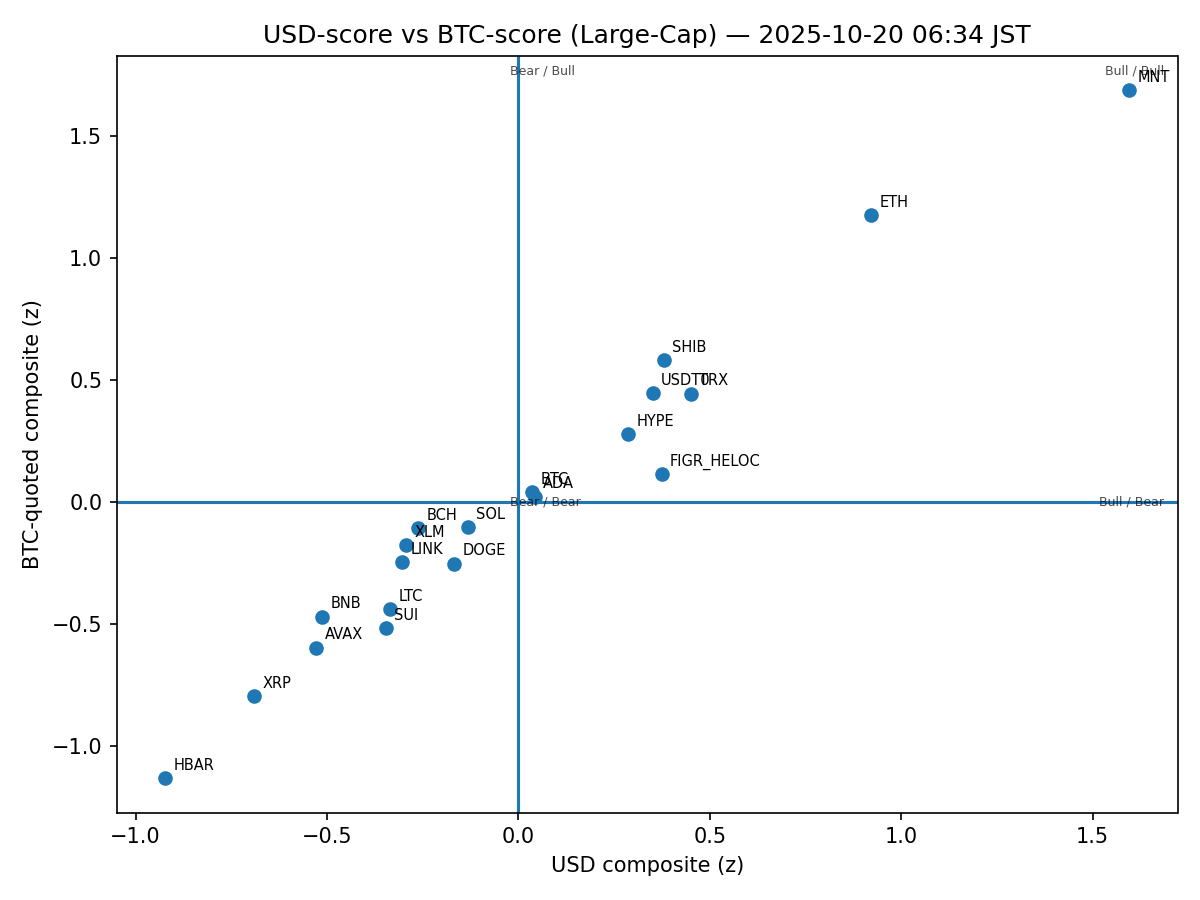 USD-score vs BTC-score (Large-Cap) — 2025-10-20 06:34 JST
Bear / Bull
Bull / Bull
MNT
ETH
SHIB
USDT0
TRX
HYPE
FIGR_HELOC
BTC
ADA
Bear / Bear
Bull / Bear
BCH
SOL
XLM
LINK
DOGE
BNB
LTC
SUI
AVAX
XRP
HBAR
1.5
1.0
0.5
0.0
−0.5
−1.0
BTC-quoted composite (z)
−1.0
−0.5
0.0
0.5
1.0
1.5
USD composite (z)